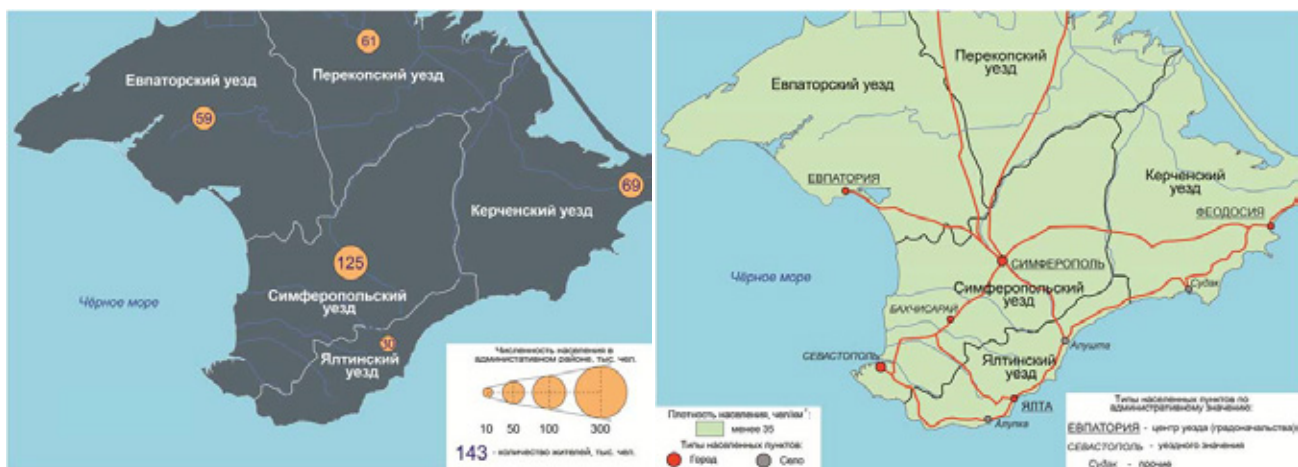 61
Евпаторский уезд
Перекопский
уезд
59
69
Керченский уезд
125
Чёрное море
Симферопольский
уезд
Ялтинский
уезд
Численность населения в
административном районе, тыс. чел.
10 50 100 300
143 - количество жителей, тыс. чел.
Перекопский
уезд
Евпаторский уезд
Керченский
уезд
ЕВПАТОРИЯ
ФЕОДОСИЯ
Чёрное море
СИМФЕРОПОЛЬ
Судак
Симферопольский
уезд
БАХЧИСАРАЙ
Алушта
СЕВАСТОПОЛЬ
Ялтинский
уезд
ЯЛТА
Алупка
Плотность населения, чел/км²:
менее 35
Типы населенных пунктов:
Город Село
Типы населенных пунктов по
административному значению:
ЕВПАТОРИЯ - центр уезда (градоначальства)
СЕВАСТОПОЛЬ - уездного значения
Судак - прочие